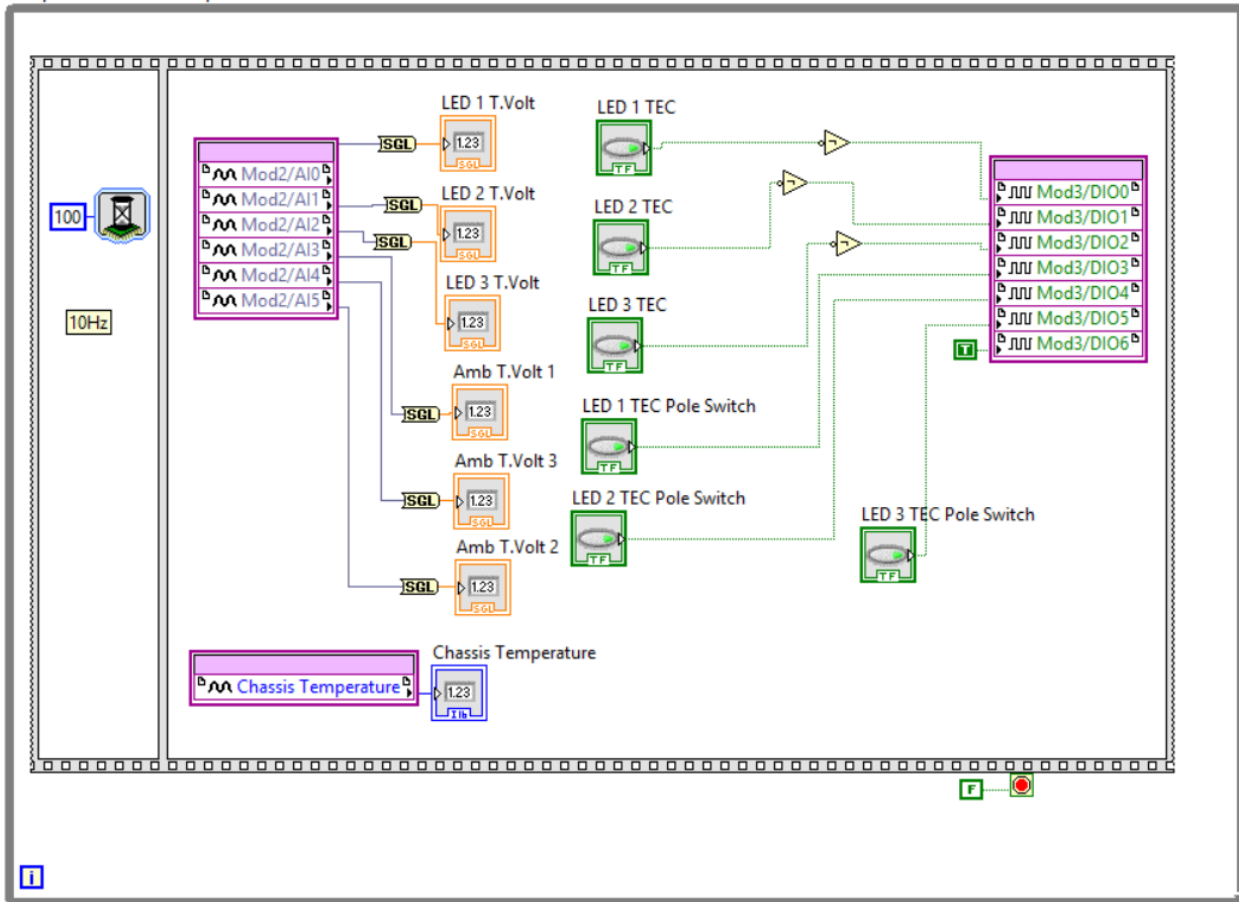 100
10Hz
Mod2/AI0
Mod2/AI1
Mod2/AI2
Mod2/AI3
Mod2/AI4
Mod2/AI5
SGL
SGL
SGL
SGL
SGL
SGL
LED 1 T.Volt
1.23
SGL
LED 2 T.Volt
1.23
SGL
LED 3 T.Volt
1.23
SGL
Amb T.Volt 1
1.23
SGL
Amb T.Volt 3
1.23
SGL
Amb T.Volt 2
1.23
SGL
Chassis Temperature
Chassis Temperature
1.23
I16
LED 1 TEC
TF
LED 2 TEC
TF
LED 3 TEC
TF
LED 1 TEC Pole Switch
TF
LED 2 TEC Pole Switch
TF
LED 3 TEC Pole Switch
TF
Mod3/DIO0
Mod3/DIO1
Mod3/DIO2
Mod3/DIO3
Mod3/DIO4
Mod3/DIO5
Mod3/DIO6
T
F
i